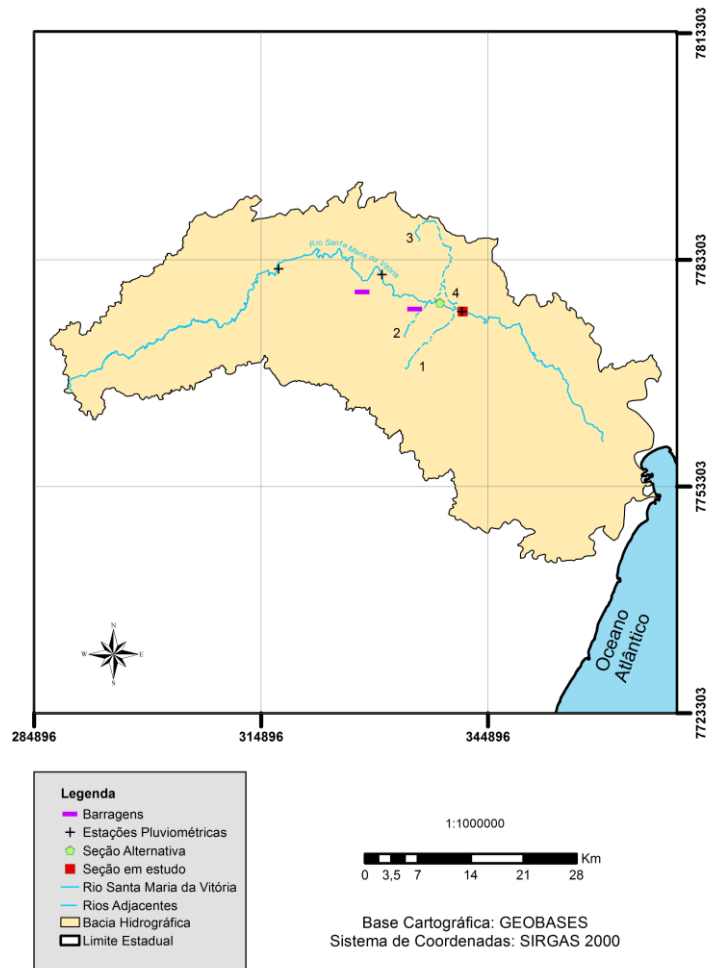 7813303
3
Rio Santa Maria da Vitória
7783303
4
2
1
7753303
N
W E
S
Oceano
Atlântico
7723303
284896 314896 344896
Legenda
Barragens
Estações Pluviométricas
Seção Alternativa
Seção em estudo
Rio Santa Maria da Vitória
Rios Adjacentes
Bacia Hidrográfica
Limite Estadual
1:1000000
Km
0 3,5 7 14 21 28
Base Cartográfica: GEOBASES
Sistema de Coordenadas: SIRGAS 2000